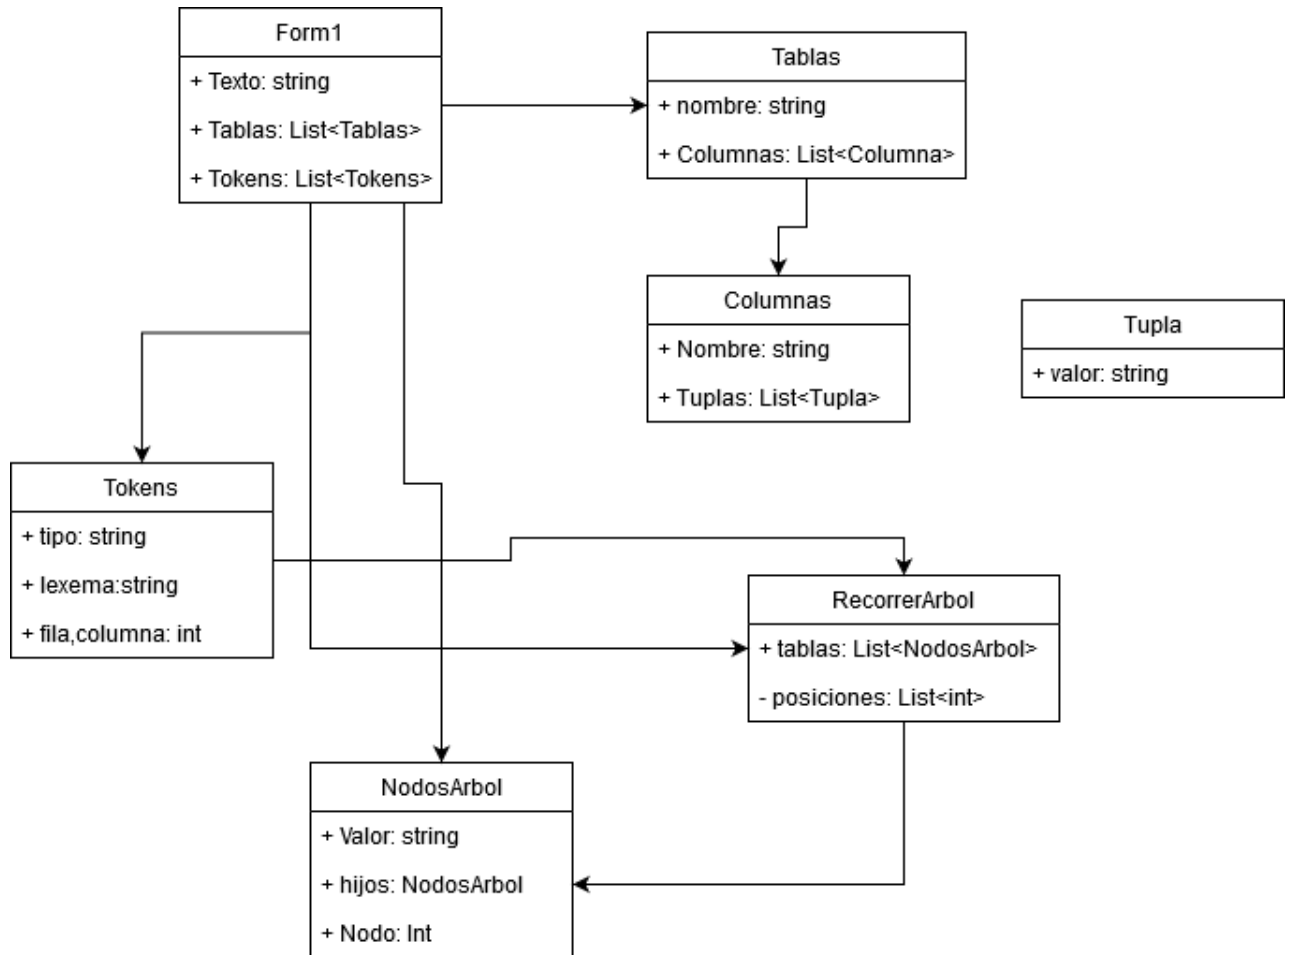 Form1
+ Texto: string
+ Tablas: List<Tablas>
+ Tokens: List<Tokens>
Tablas
+ nombre: string
+ Columnas: List<Columna>
Columnas
+ Nombre: string
+ Tuplas: List<Tupla>
Tupla
+ valor: string
Tokens
+ tipo: string
+ lexema:string
+ fila,columna: int
RecorrerArbol
+ tablas: List<NodosArbol>
- posiciones: List<int>
NodosArbol
+ Valor: string
+ hijos: NodosArbol
+ Nodo: Int